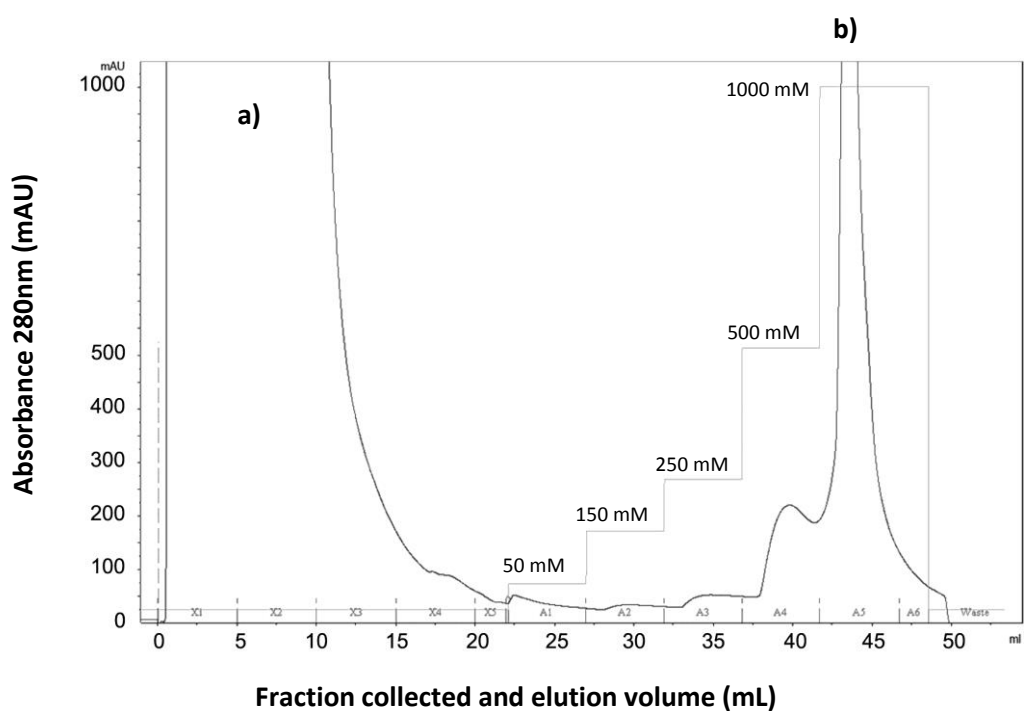 b)
mAU
1000
a)
1000 mM
500
500 mM
400
300
250 mM
200
150 mM
100
50 mM
0
X1 X2 X3 X4 X5 A1 A2 A3 A4 A5 A6 Waste
0 5 10 15 20 25 30 35 40 45 50 ml
Absorbance 280nm (mAU)
Fraction collected and elution volume (mL)